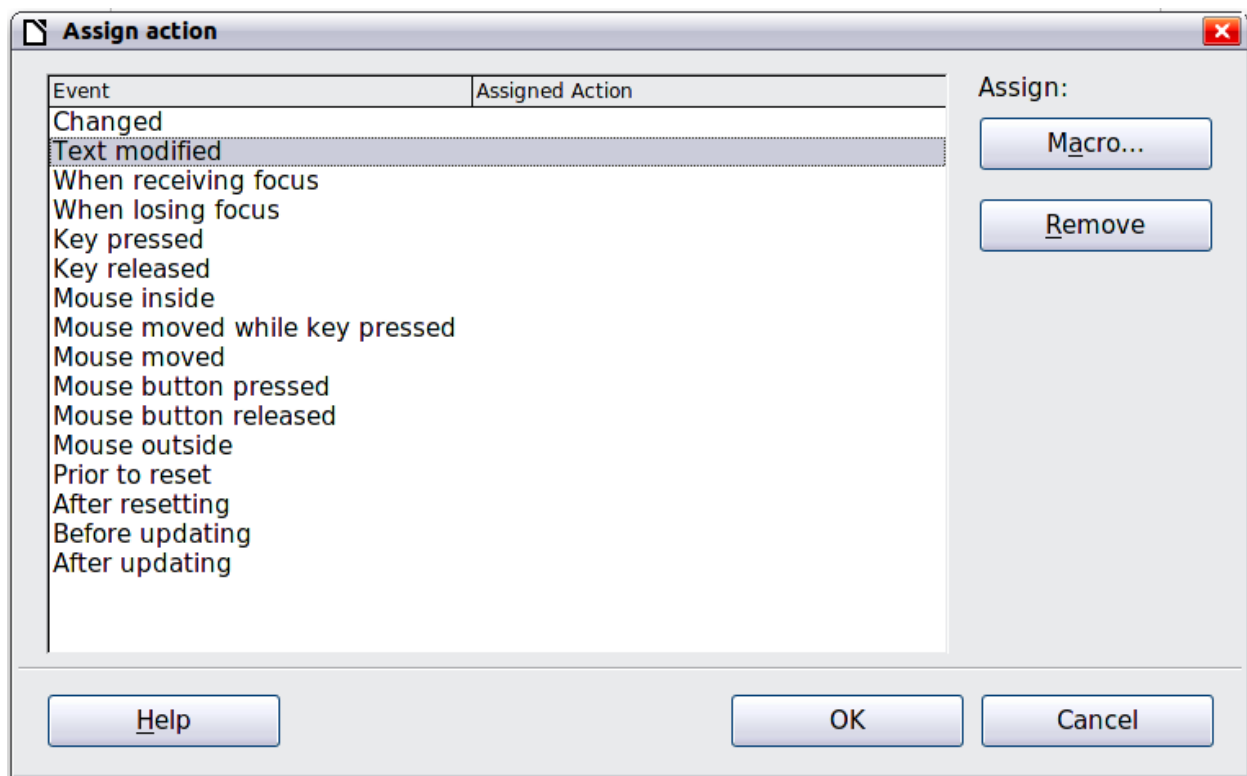 Assign action
Event Assigned Action
Assign:
Changed
Text modified
Macro...
When receiving focus
When losing focus
Key pressed
Remove
Key released
Mouse inside
Mouse moved while key pressed
Mouse moved
Mouse button pressed
Mouse button released
Mouse outside
Prior to reset
After resetting
Before updating
After updating
Help OK Cancel